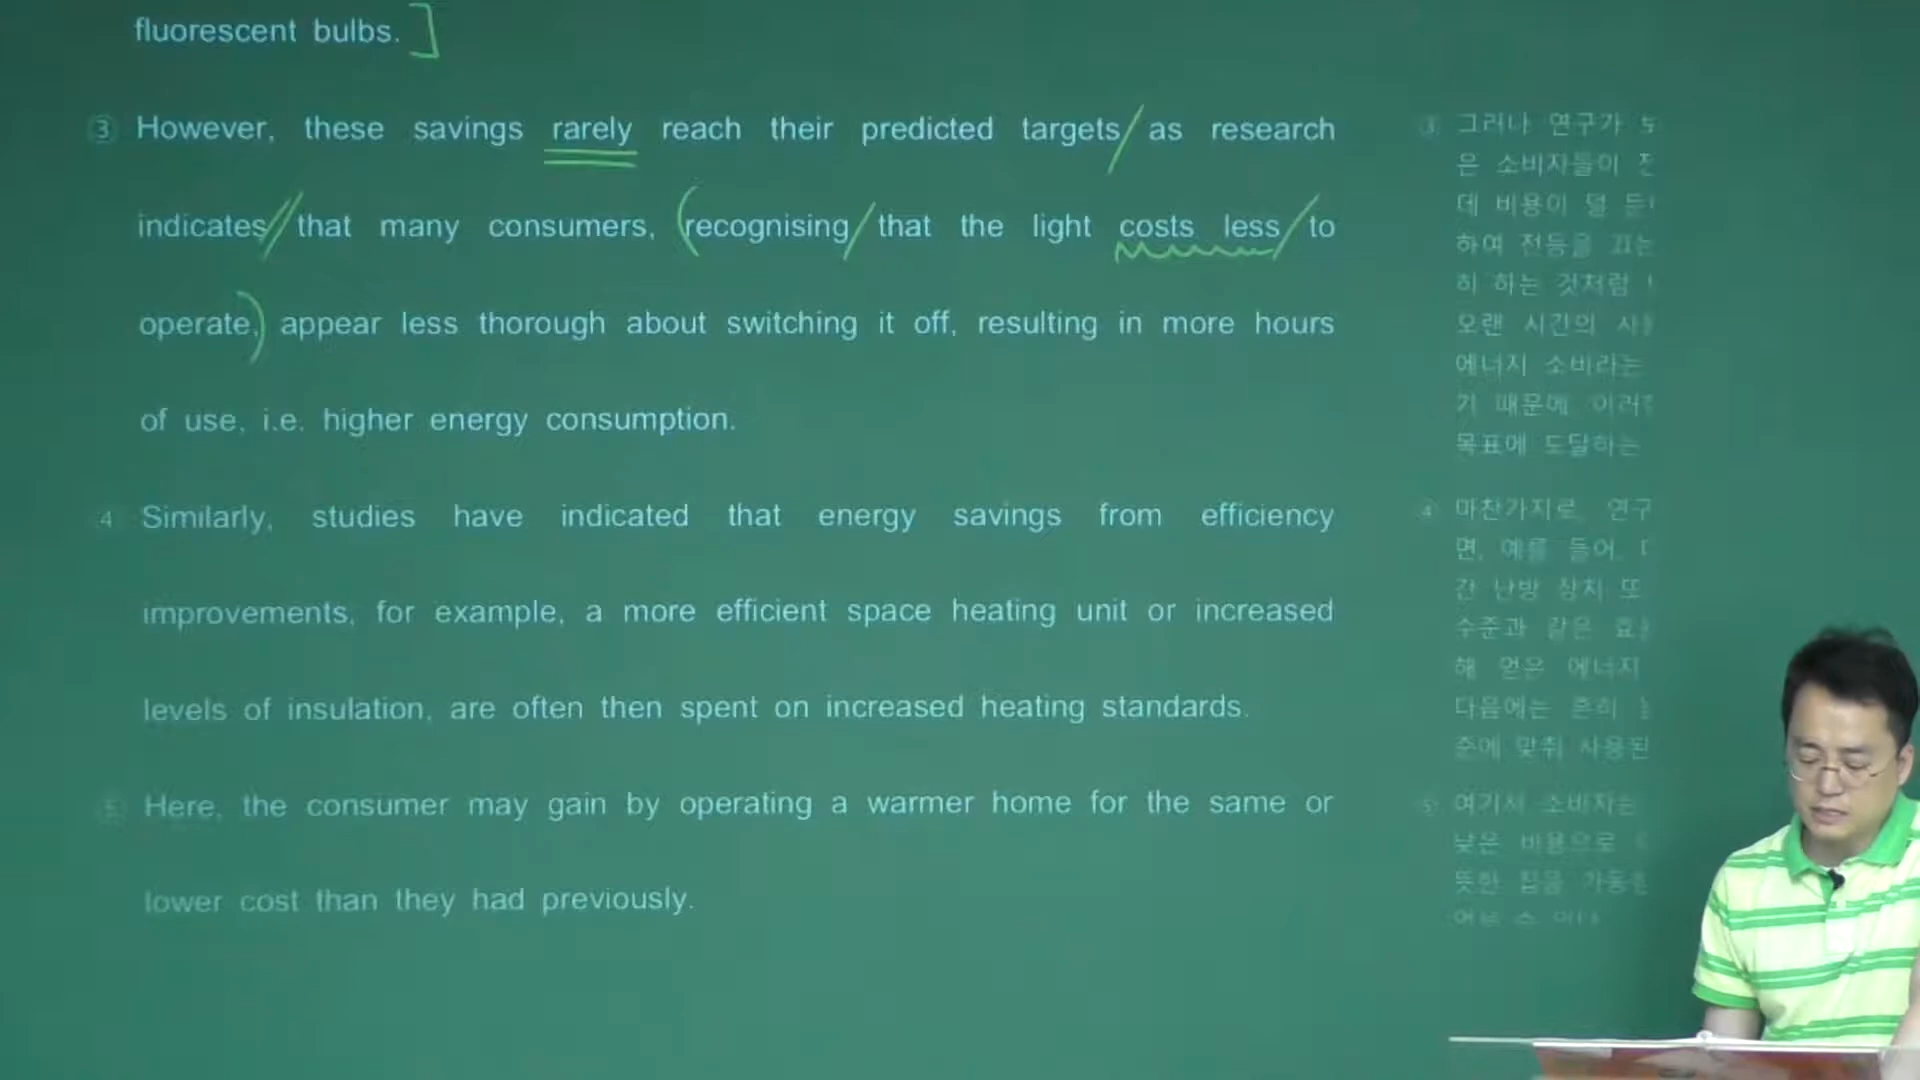 fluorescent bulbs.
③ However, these savings rarely reach their predicted targets as research
indicates that many consumers, recognising that the light costs less to
operate, appear less thorough about switching it off, resulting in more hours
of use, i.e. higher energy consumption.
④ Similarly, studies have indicated that energy savings from efficiency
improvements, for example, a more efficient space heating unit or increased
levels of insulation, are often then spent on increased heating standards.
⑤ Here, the consumer may gain by operating a warmer home for the same or
lower cost than they had previously.
③ 그러나 연구가
은 소비자들이
데 비용이 덜
하여 전등을 끄는
히 하는 것처럼
오랜 시간의
에너지 소비라는
기 때문에
목표에 도달하는
④ 마찬가지로, 연구
면, 예를 들어,
간 난방 장치 또
수준과 같은
해 얻은 에너지
다음에는 흔히
준에 맞춰 사용된
⑤ 여기서 소비자는
낮은 비용으로
뜻한 집을